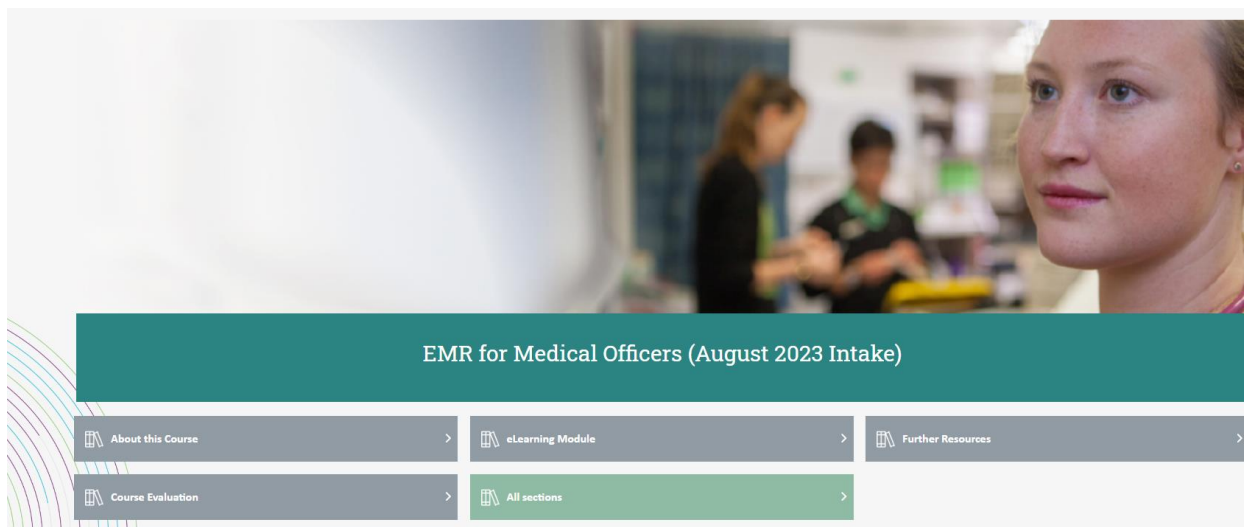 EMR for Medical Officers (August 2023 Intake)
About this Course
eLearning Module
Further Resources
Course Evaluation
All sections